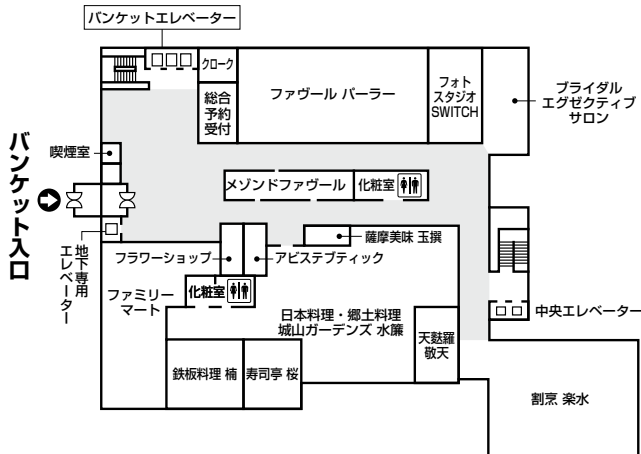 バンケットエレベーター
クローク
総合
予約
受付
ファヴール パーラー
フォト
スタジオ
SWITCH
ブライダル
エグゼクティブ
サロン
喫煙室
バンケット入口
メゾンドファヴール
化粧室
薩摩美味 玉撰
地下専用
エレベーター
フラワーショップ
アビステブティック
ファミリー
マート
化粧室
日本料理・郷土料理
城山ガーデンズ 水簾
天麩羅
敬天
中央エレベーター
鉄板料理 楠
寿司亭 桜
割烹 楽水